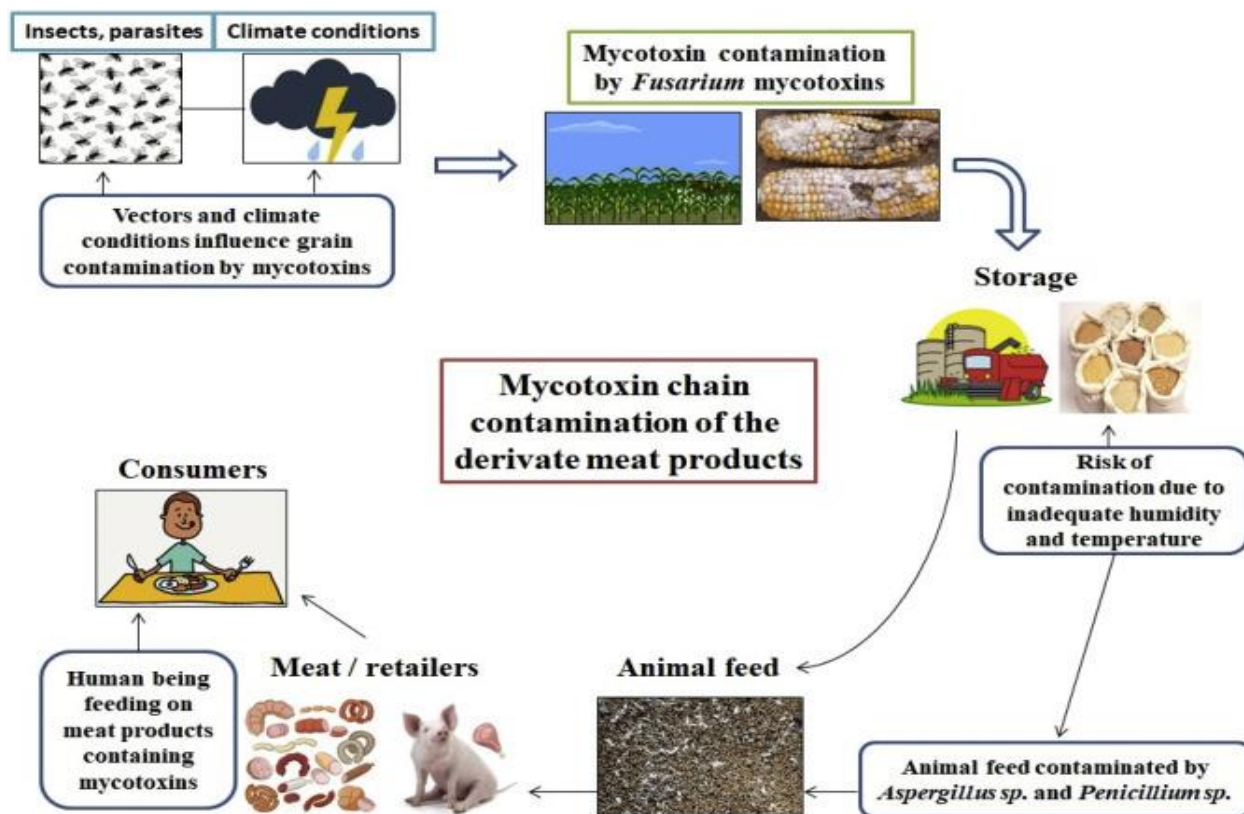 Insects, parasites
Climate conditions
Vectors and climate
conditions influence grain
contamination by mycotoxins
Mycotoxin contamination
by Fusarium mycotoxins
Storage
Risk of
contamination due to
inadequate humidity
and temperature
Mycotoxin chain
contamination of the
derivate meat products
Consumers
Human being
feeding on
meat products
containing
mycotoxins
Meat / retailers
Animal feed
Animal feed contaminated by
Aspergillus sp. and Penicillium sp.